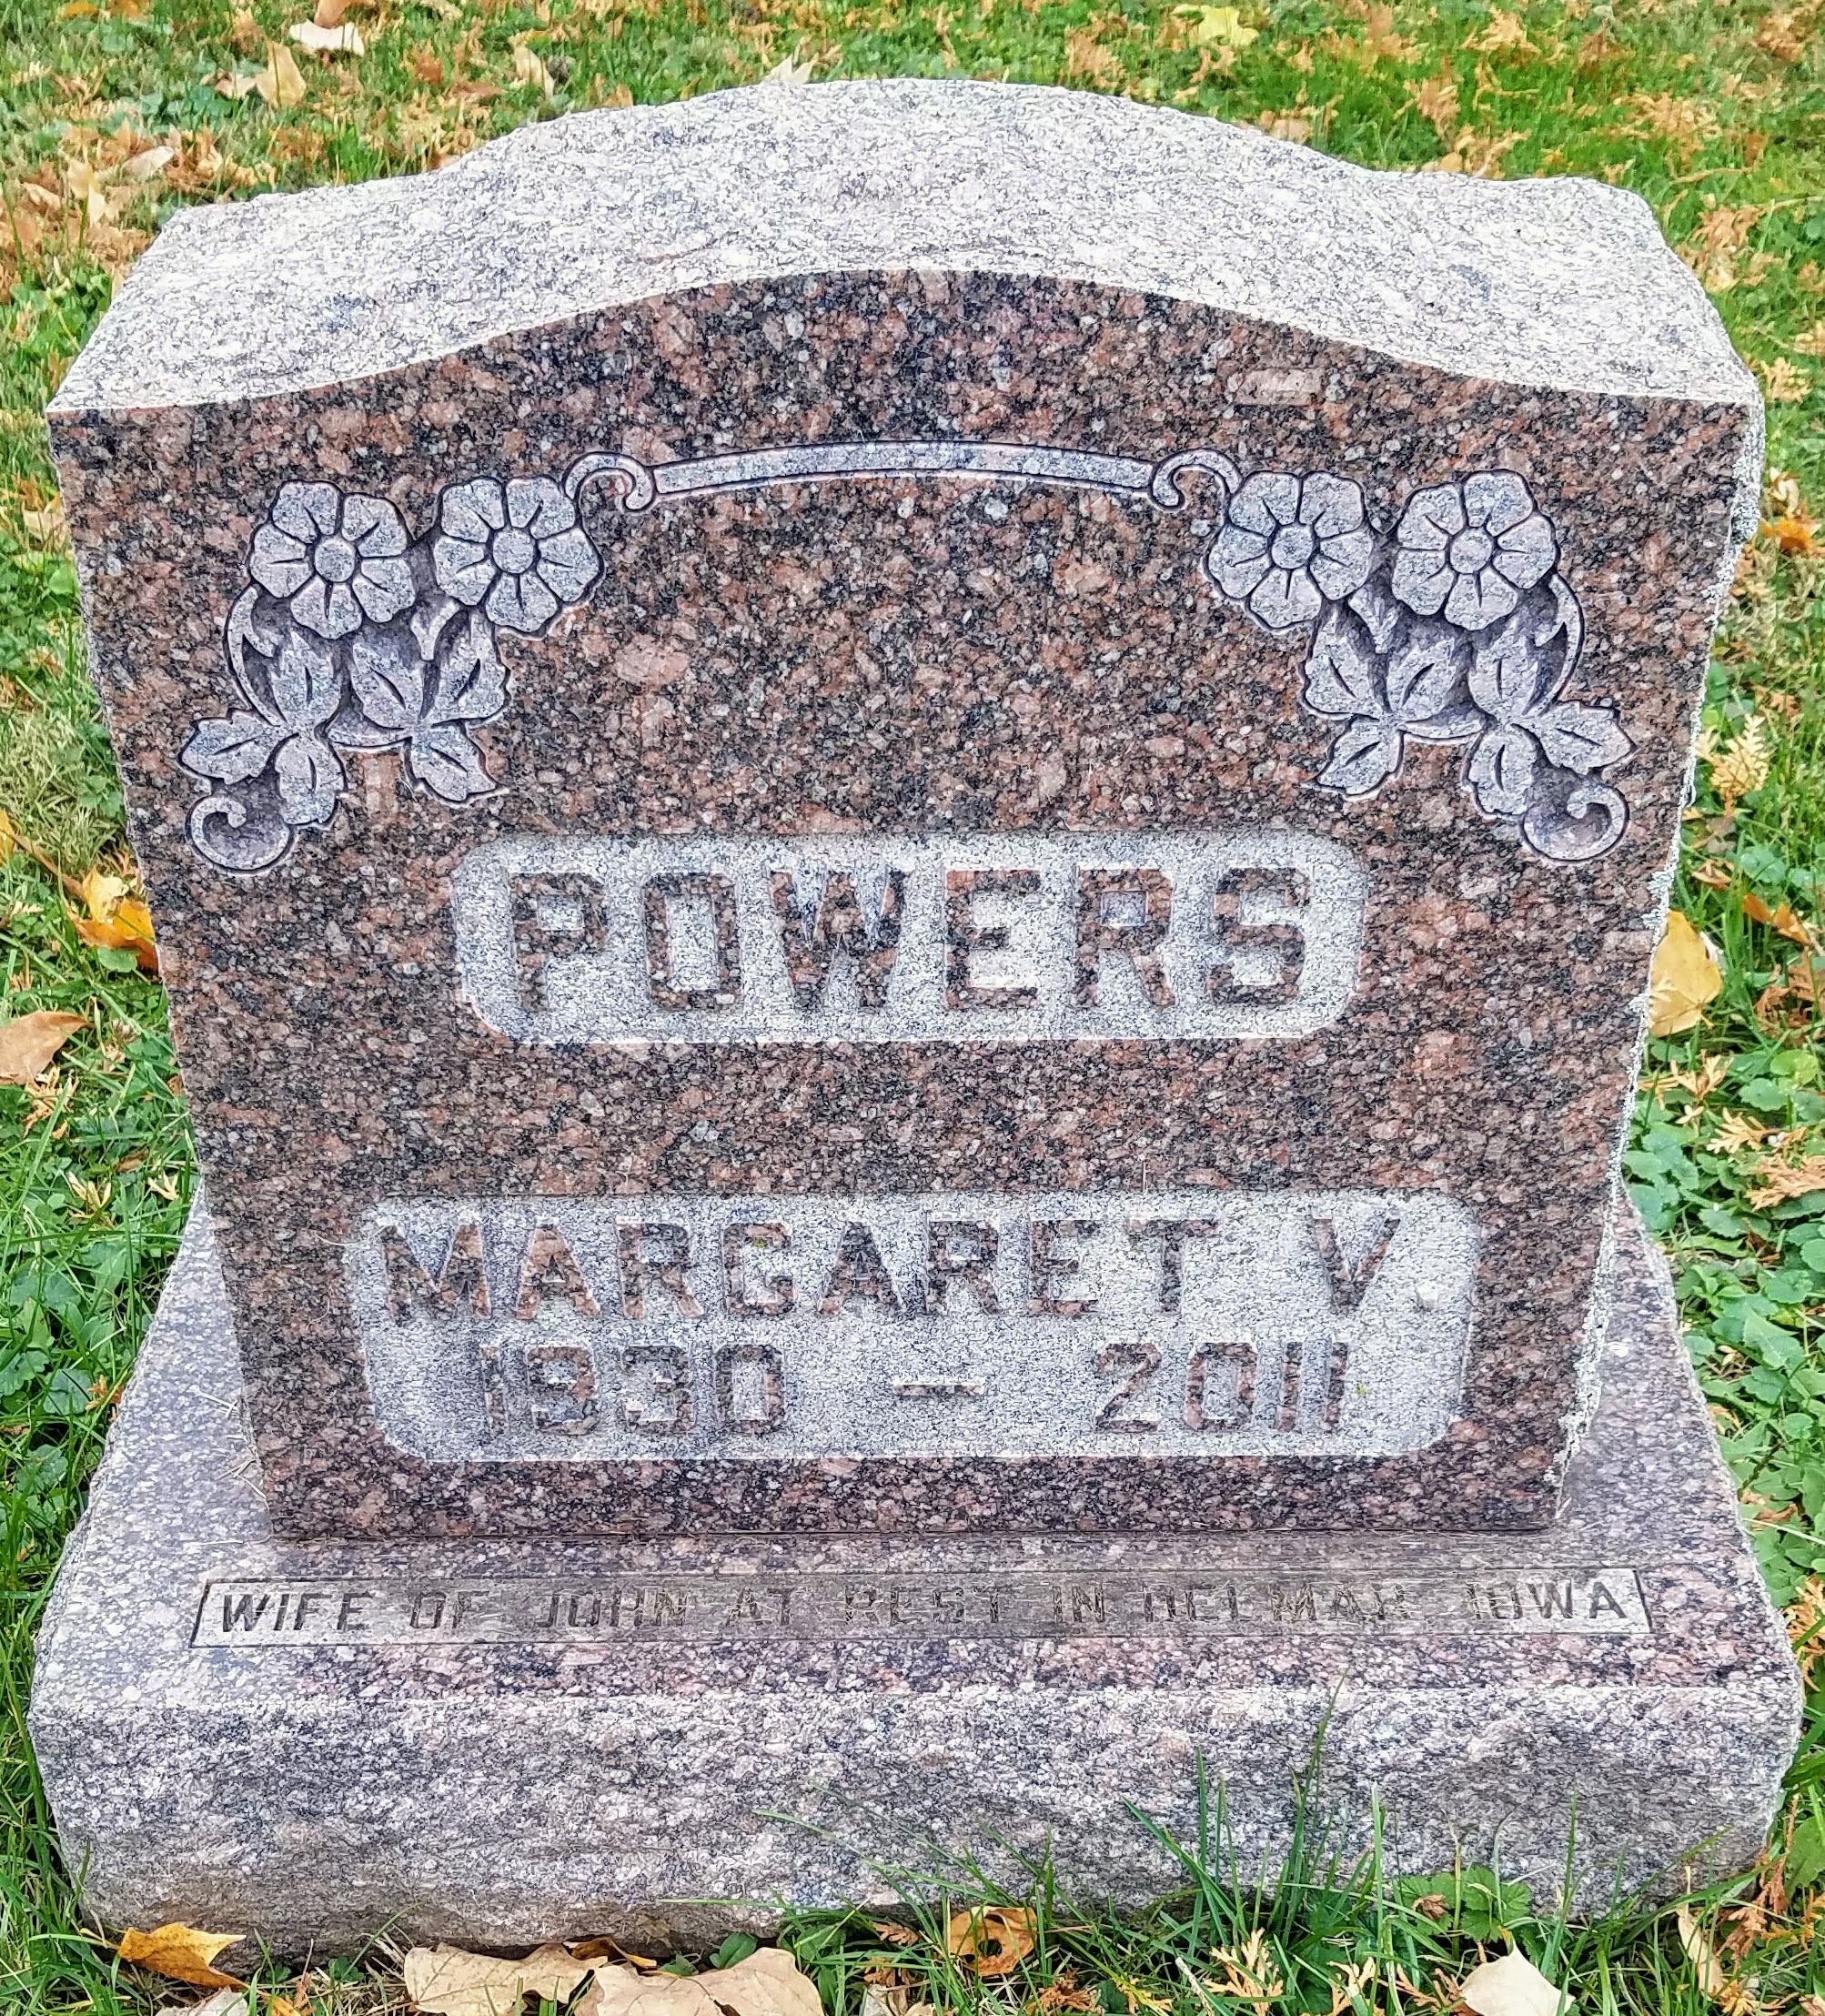 POWERS
MARGARET V.
1930 – 2011
WIFE OF JOHN AT REST IN DELMAR IOWA